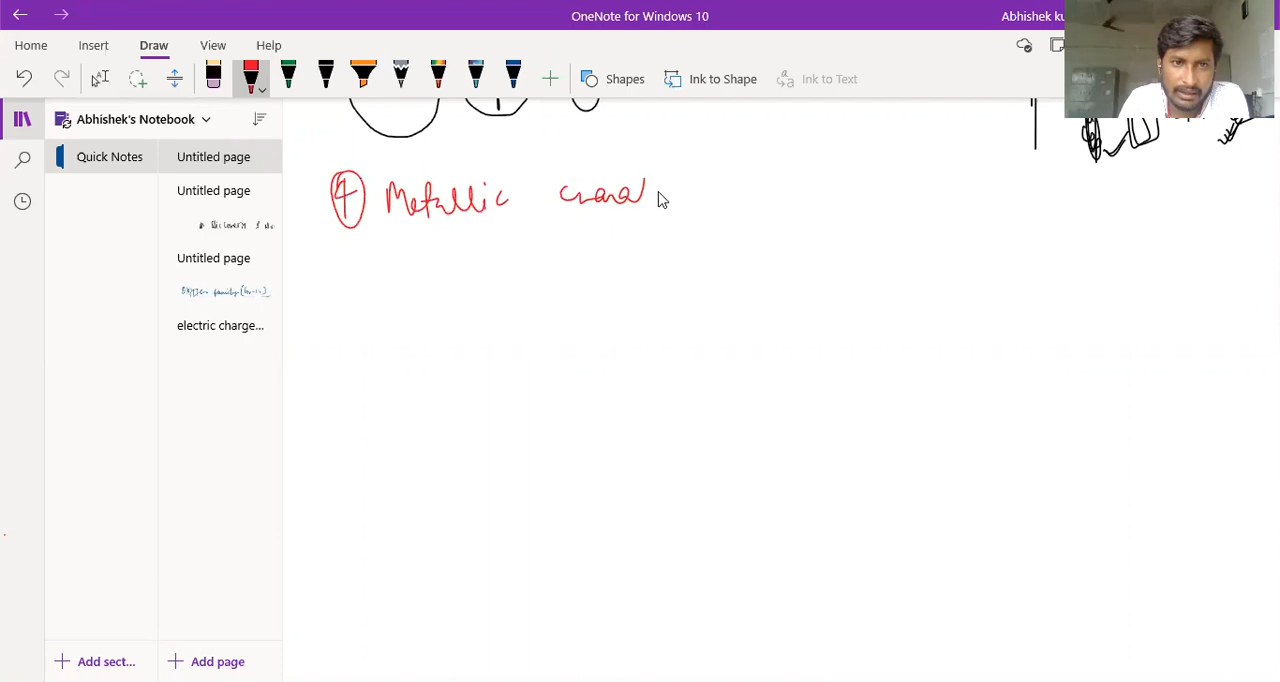 OneNote for Windows 10
Abhishek ku
Home Insert Draw View Help
Shapes Ink to Shape Ink to Text
Abhishek's Notebook
Quick Notes
Untitled page
Untitled page
Untitled page
electric charge...
④ Metallic
Add sect... Add page